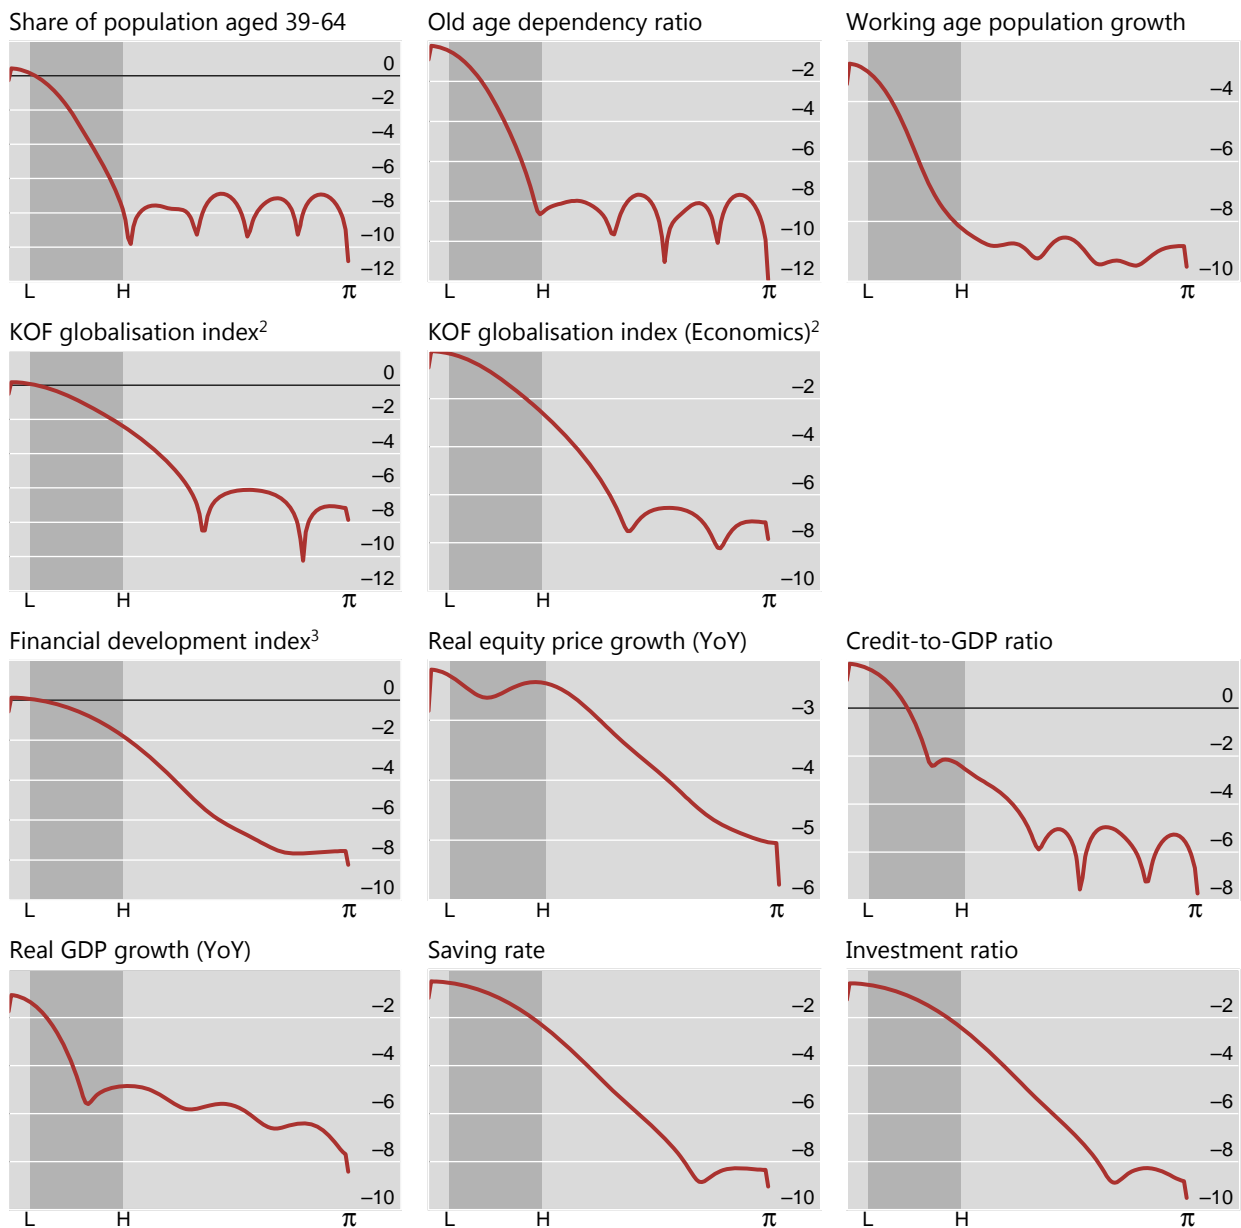 Share of population aged 39-64
0
–2
–4
–6
–8
–10
–12
L H π
Old age dependency ratio
–2
–4
–6
–8
–10
–12
L H π
Working age population growth
–4
–6
–8
–10
L H π
KOF globalisation index²
0
–2
–4
–6
–8
–10
–12
L H π
KOF globalisation index (Economics)²
–2
–4
–6
–8
–10
L H π
Financial development index³
0
–2
–4
–6
–8
–10
L H π
Real equity price growth (YoY)
–3
–4
–5
–6
L H π
Credit-to-GDP ratio
0
–2
–4
–6
–8
L H π
Real GDP growth (YoY)
–2
–4
–6
–8
–10
L H π
Saving rate
–2
–4
–6
–8
–10
L H π
Investment ratio
–2
–4
–6
–8
–10
L H π